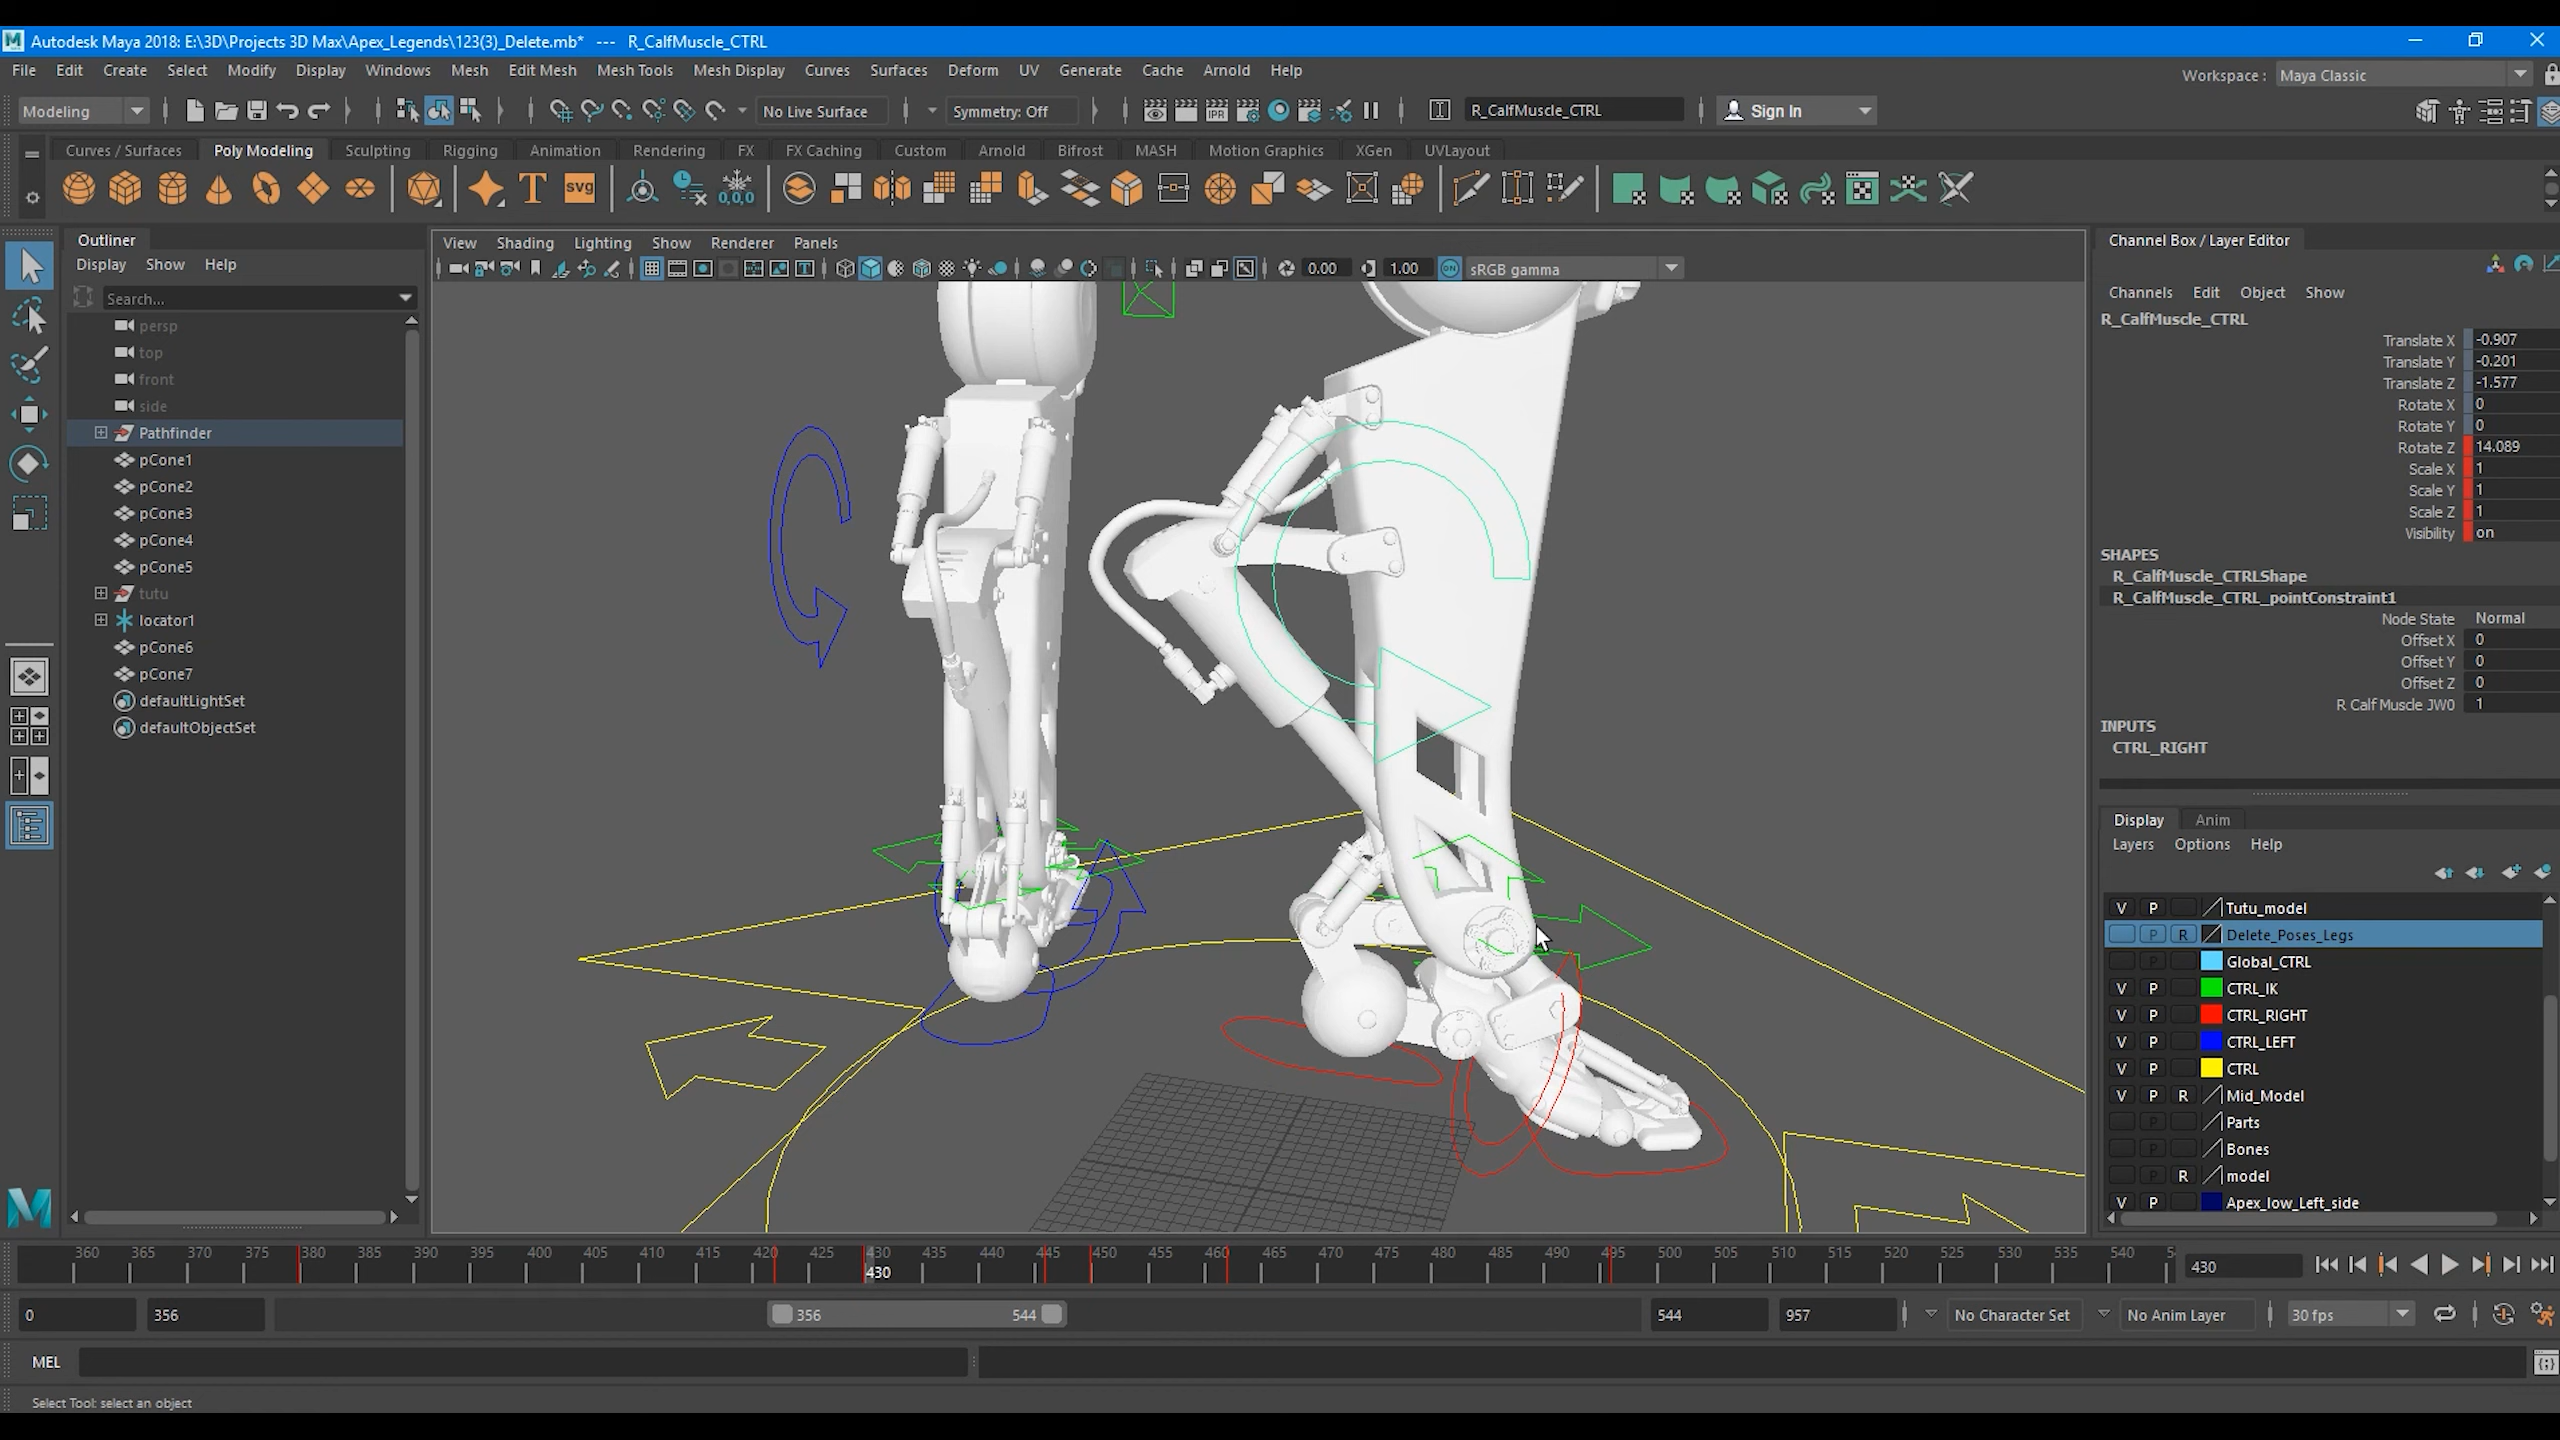 Autodesk Maya 2018: E:\3D\Projects 3D Max\Apex_Legends\123(3)_Delete.mb* --- R_CalfMuscle_CTRL
File Edit Create Select Modify Display Windows Mesh Edit Mesh Mesh Tools Mesh Display Curves Surfaces Deform UV Generate Cache Arnold Help
Workspace : Maya Classic
Modeling No Live Surface Symmetry: Off IPR R_CalfMuscle_CTRL Sign In
Curves / Surfaces Poly Modeling Sculpting Rigging Animation Rendering FX FX Caching Custom Arnold Bifrost MASH Motion Graphics XGen UVLayout
T svg 0,0,0
Outliner
Display Show Help
Search...
persp
top
front
side
Pathfinder
pCone1
pCone2
pCone3
pCone4
pCone5
tutu
locator1
pCone6
pCone7
defaultLightSet
defaultObjectSet
View Shading Lighting Show Renderer Panels
0.00 1.00 ON sRGB gamma
Channel Box / Layer Editor
Channels Edit Object Show
R_CalfMuscle_CTRL
Translate X -0.907
Translate Y -0.201
Translate Z -1.577
Rotate X 0
Rotate Y 0
Rotate Z 14.089
Scale X 1
Scale Y 1
Scale Z 1
Visibility on
SHAPES
R_CalfMuscle_CTRLShape
R_CalfMuscle_CTRL_pointConstraint1
Node State Normal
Offset X 0
Offset Y 0
Offset Z 0
R Calf Muscle JW0 1
INPUTS
CTRL_RIGHT
Display Anim
Layers Options Help
V P Tutu_model
P R Delete_Poses_Legs
P Global_CTRL
V P CTRL_IK
V P CTRL_RIGHT
V P CTRL_LEFT
V P CTRL
V P R Mid_Model
P Parts
P Bones
P R model
V P Apex_low_Left_side
360 365 370 375 380 385 390 395 400 405 410 415 420 425 430 435 440 445 450 455 460 465 470 475 480 485 490 495 500 505 510 515 520 525 530 535 540 5
430
430
0 356 356 544 544 957 No Character Set No Anim Layer 30 fps
MEL
Select Tool: select an object